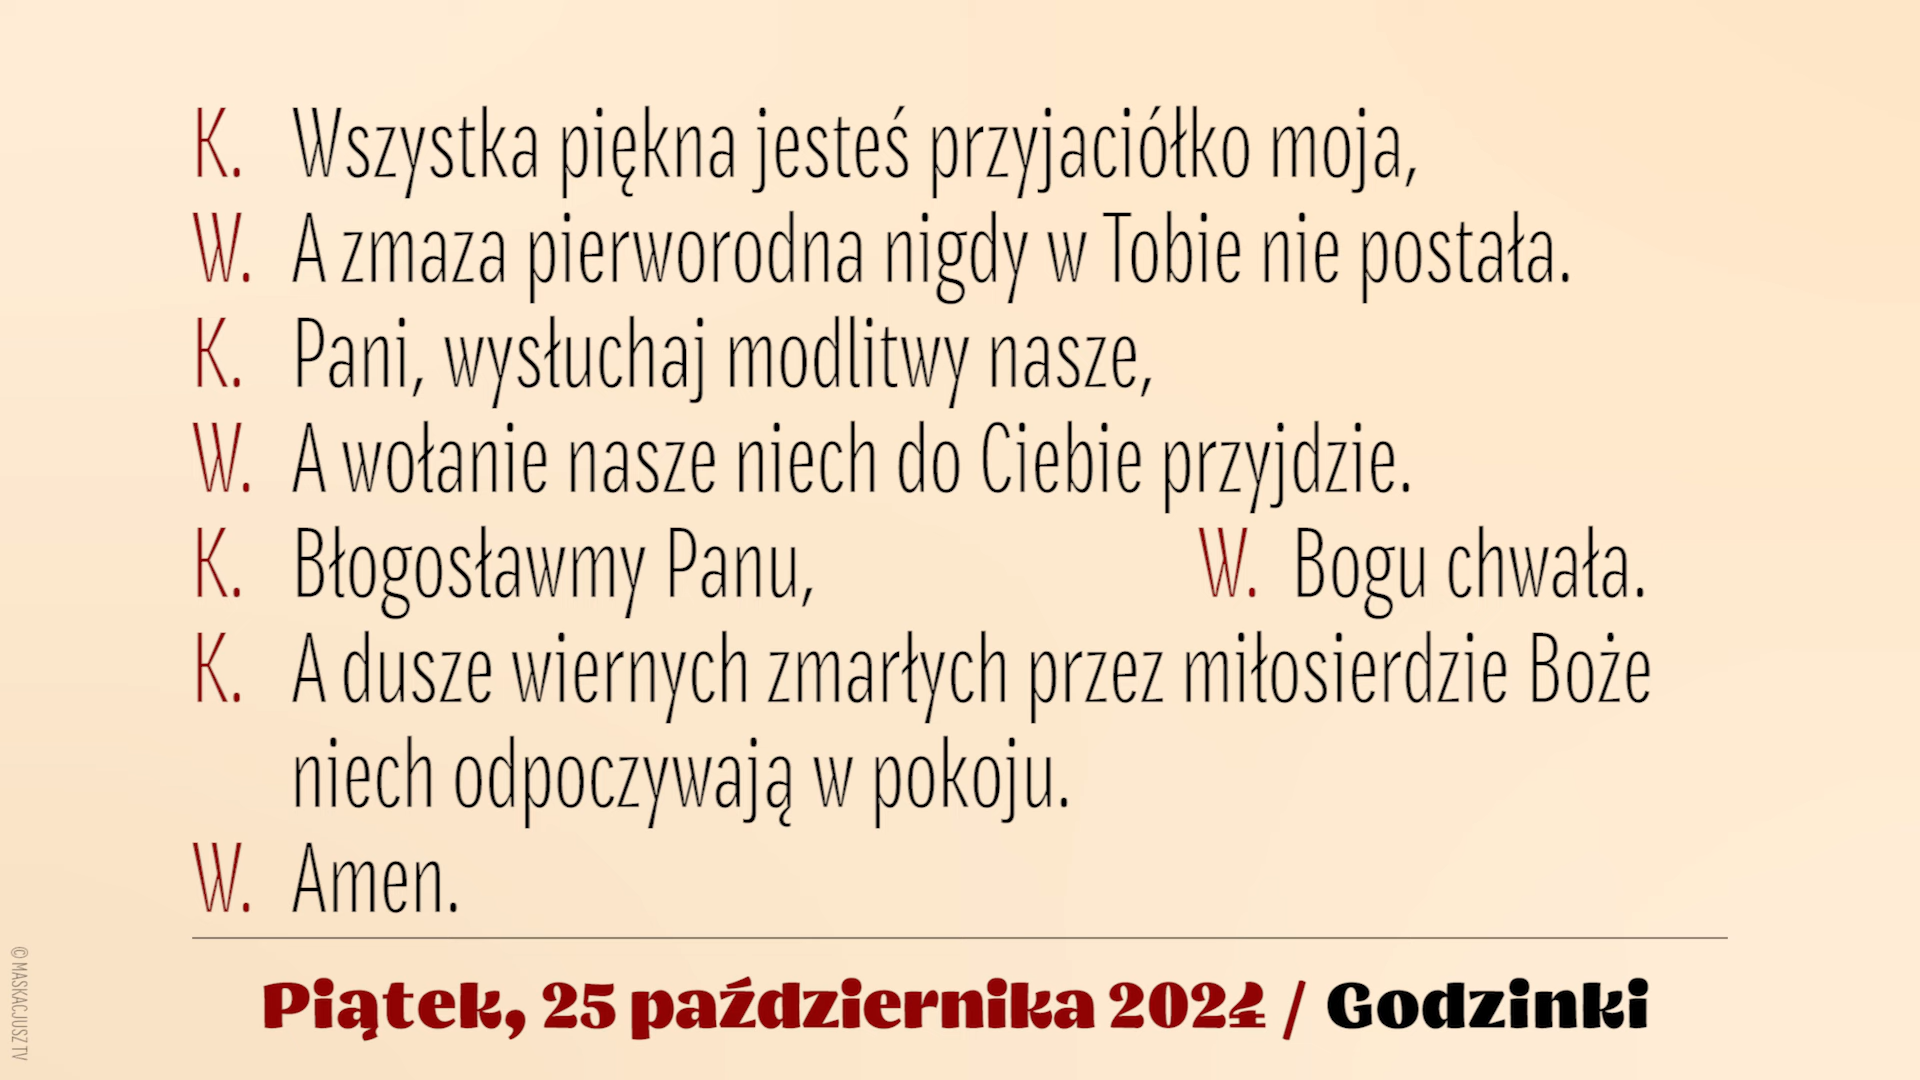 K. Wszystka piękna jesteś przyjaciółko moja,
W. A zmaza pierworodna nigdy w Tobie nie postała.
K. Pani, wysłuchaj modlitwy nasze,
W. A wołanie nasze niech do Ciebie przyjdzie.
K. Błogosławmy Panu, W. Bogu chwała.
K. A dusze wiernych zmarłych przez miłosierdzie Boże
niech odpoczywają w pokoju.
W. Amen.
Piątek, 25 października 2024 / Godzinki
© MASKACJUSZ TV